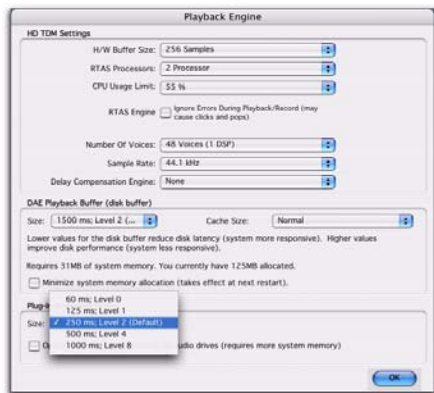 Playback Engine
HD TDM Settings
H/W Buffer Size: 256 Samples
RTAS Processors: 2 Processor
CPU Usage Limit: 55 %
RTAS Engine Ignore Errors During Playback/Record (may
cause clicks and pops)
Number Of Voices: 48 Voices (1 DSP)
Sample Rate: 44.1 kHz
Delay Compensation Engine: None
DAE Playback Buffer (disk buffer)
Size: 1500 ms; Level 2 (... Cache Size: Normal
Lower values for the disk buffer reduce disk latency (system more responsive). Higher values
improve disk performance (system less responsive).
Requires 31MB of system memory. You currently have 125MB allocated.
Minimize system memory allocation (takes effect at next restart).
60 ms; Level 0
Plug-i
125 ms; Level 1
Size: ✓ 250 ms; Level 2 (Default)
500 ms; Level 4
O udio drives (requires more system memory)
1000 ms; Level 8
OK